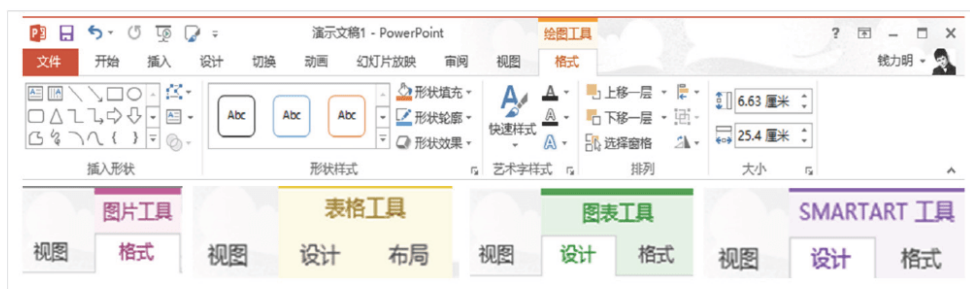 演示文稿1 - PowerPoint 绘图工具 ?
文件 开始 插入 设计 切换 动画 幻灯片放映 审阅 视图 格式 钱力明
Abc Abc Abc
形状填充
形状轮廓
形状效果
快速样式
上移一层
下移一层
选择窗格
6.63 厘米
25.4 厘米
插入形状 形状样式 艺术字样式 排列 大小
图片工具 表格工具 图表工具 SMARTART 工具
视图 格式 视图 设计 布局 视图 设计 格式 视图 设计 格式